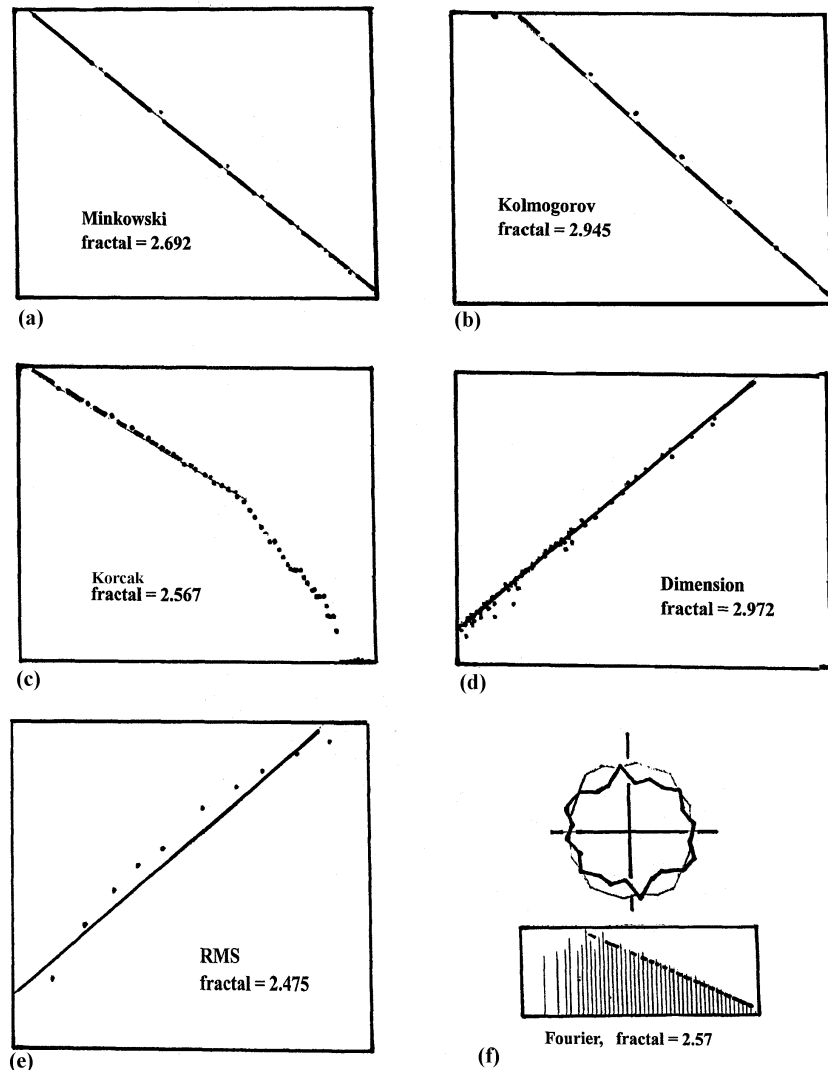 Minkowski
fractal = 2.692
(a)
Kolmogorov
fractal = 2.945
(b)
Korcak
fractal = 2.567
(c)
Dimension
fractal = 2.972
(d)
RMS
fractal = 2.475
(e)
Fourier, fractal = 2.57
(f)